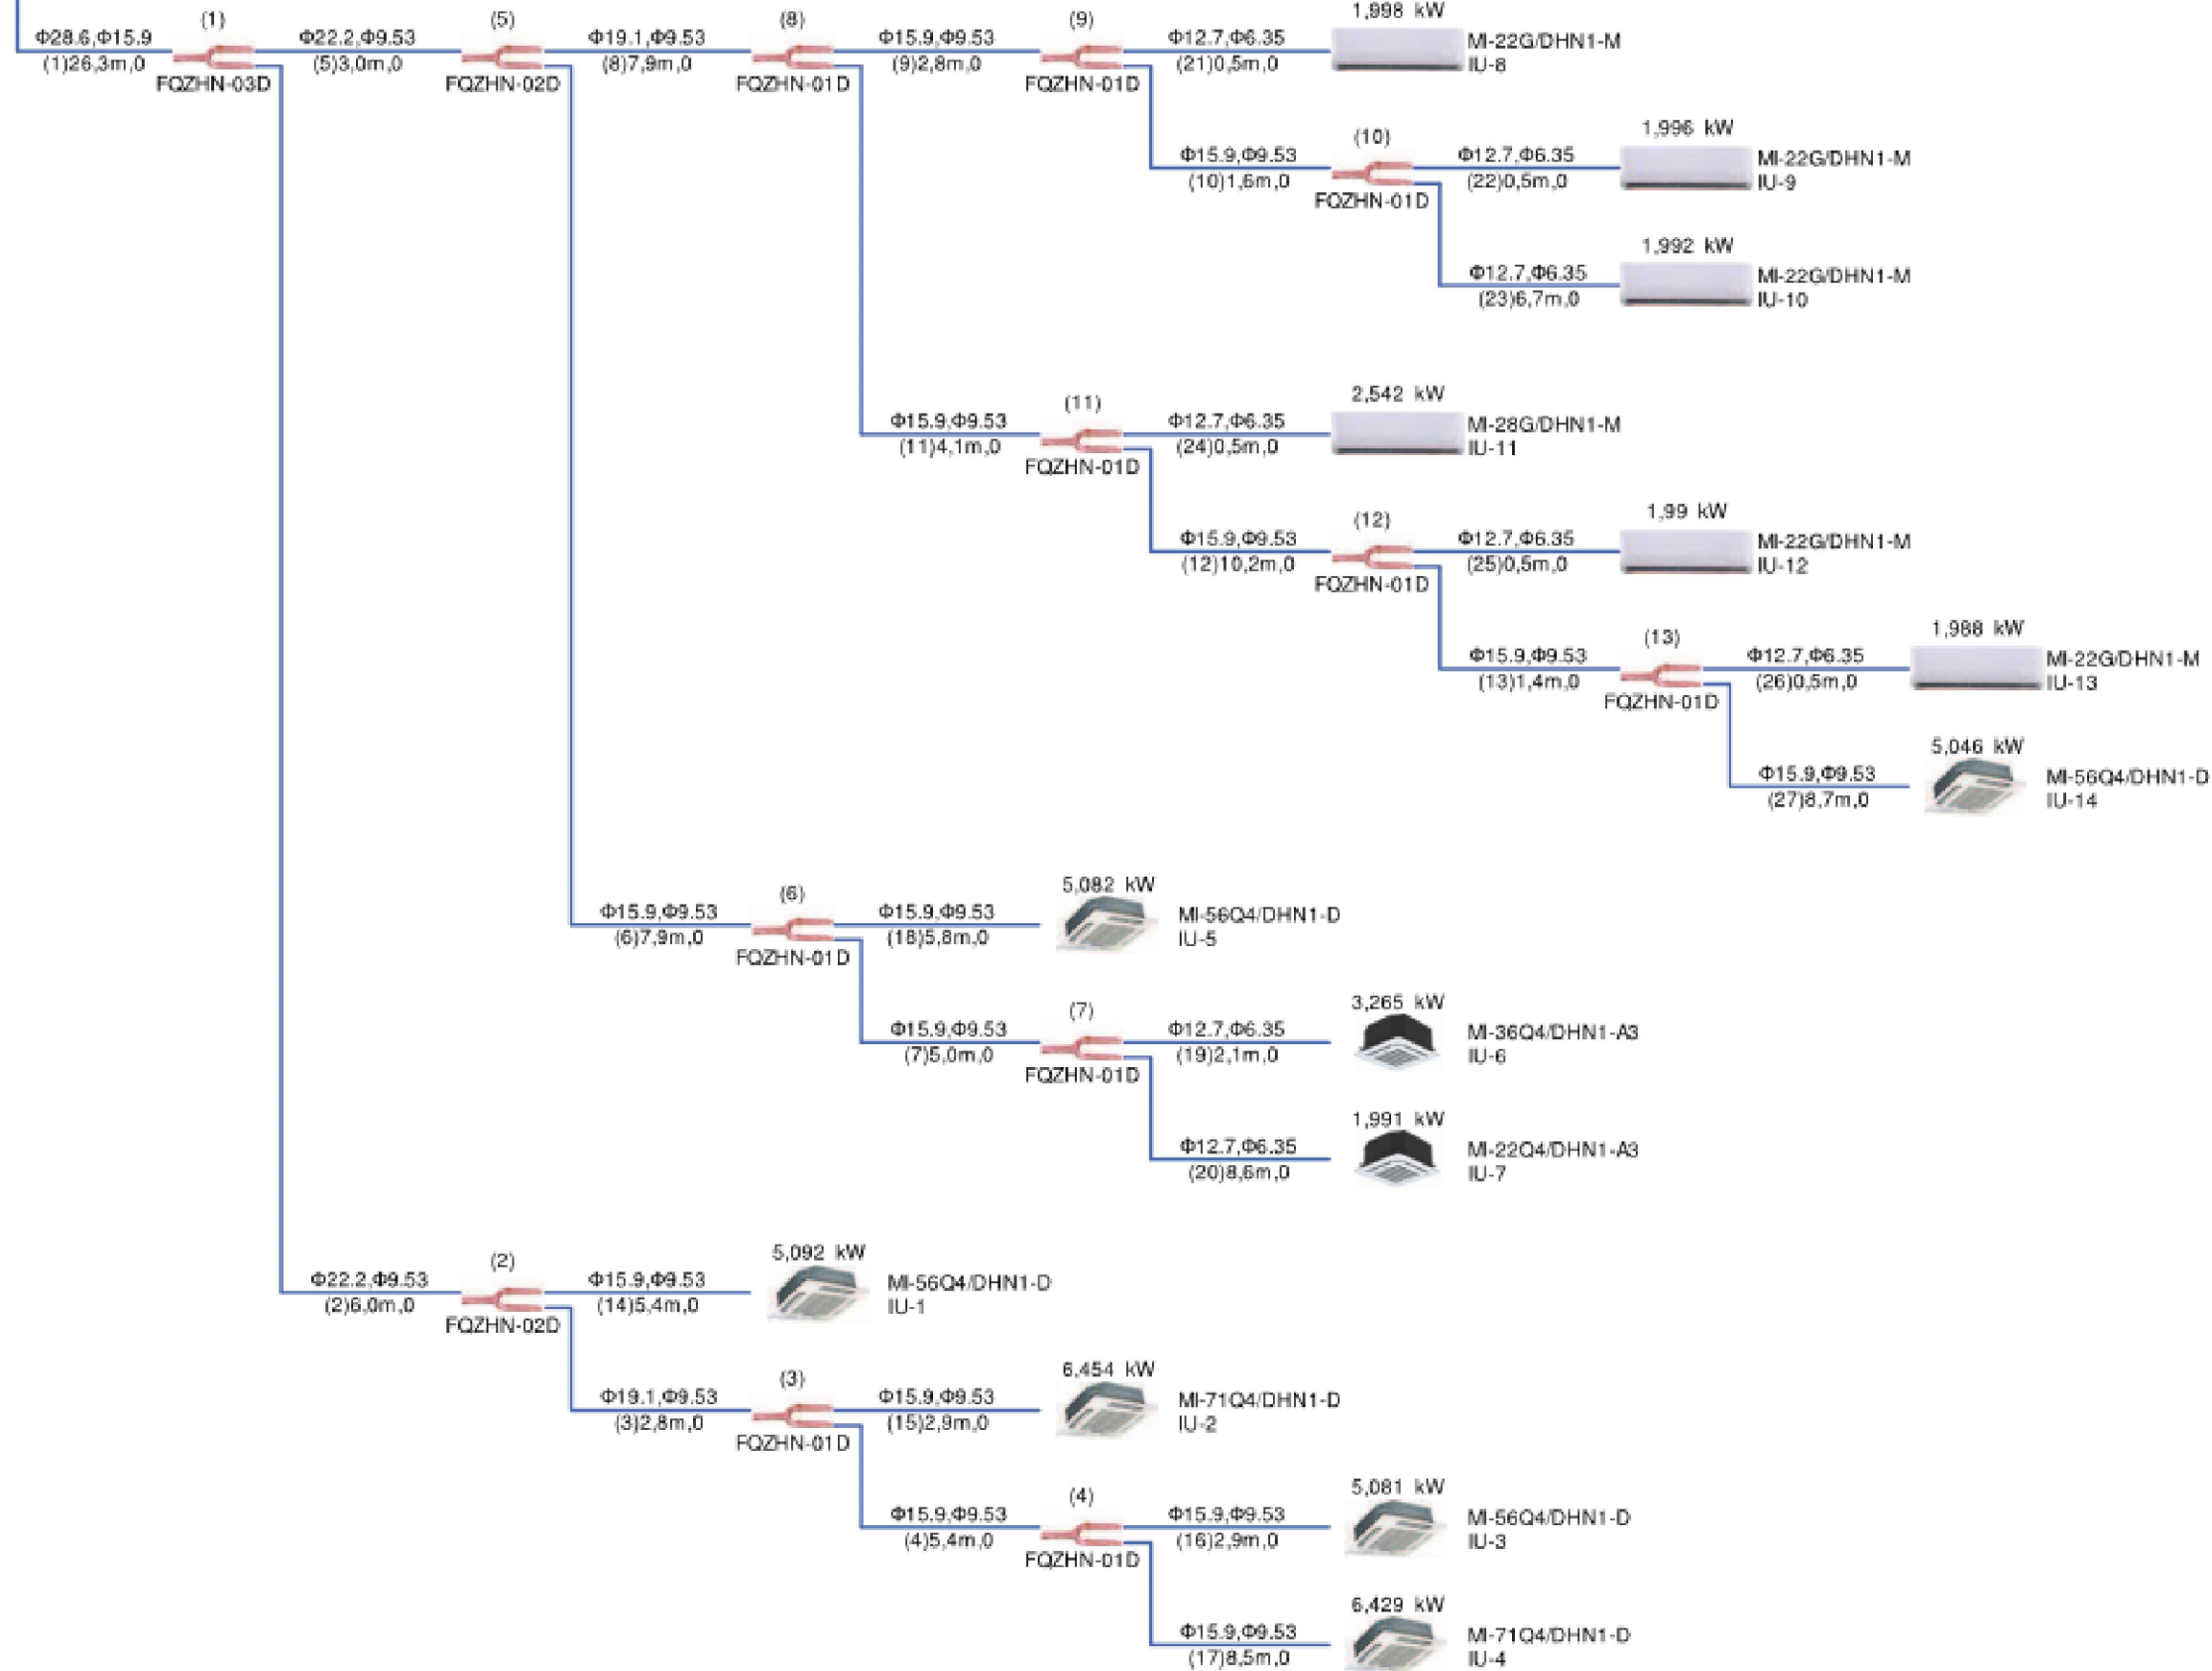 (1)
(5)
(8)
(9)
1,998 kW
Φ28.6,Φ15.9
Φ22.2,Φ9.53
Φ19.1,Φ9.53
Φ15.9,Φ9.53
Φ12.7,Φ6.35
MI-22G/DHN1-M
(1)26,3m,0
(5)3,0m,0
(8)7,9m,0
(9)2,8m,0
(21)0,5m,0
IU-8
FQZHN-03D
FQZHN-02D
FQZHN-01D
FQZHN-01D
1,996 kW
(10)
Φ15.9,Φ9.53
Φ12.7,Φ6.35
MI-22G/DHN1-M
(10)1,6m,0
(22)0,5m,0
IU-9
FQZHN-01D
1,992 kW
Φ12.7,Φ6.35
MI-22G/DHN1-M
(23)6,7m,0
IU-10
2,542 kW
(11)
Φ15.9,Φ9.53
Φ12.7,Φ6.35
MI-28G/DHN1-M
(11)4,1m,0
(24)0,5m,0
IU-11
FQZHN-01D
1,99 kW
(12)
Φ15.9,Φ9.53
Φ12.7,Φ6.35
MI-22G/DHN1-M
(12)10,2m,0
(25)0,5m,0
IU-12
FQZHN-01D
1,988 kW
(13)
Φ15.9,Φ9.53
Φ12.7,Φ6.35
MI-22G/DHN1-M
(13)1,4m,0
(26)0,5m,0
IU-13
FQZHN-01D
5,046 kW
Φ15.9,Φ9.53
MI-56Q4/DHN1-D
(27)8,7m,0
IU-14
5,082 kW
(6)
Φ15.9,Φ9.53
Φ15.9,Φ9.53
MI-56Q4/DHN1-D
(6)7,9m,0
(18)5,8m,0
IU-5
FQZHN-01D
3,265 kW
(7)
Φ15.9,Φ9.53
Φ12.7,Φ6.35
MI-36Q4/DHN1-A3
(7)5,0m,0
(19)2,1m,0
IU-6
FQZHN-01D
1,991 kW
Φ12.7,Φ6.35
MI-22Q4/DHN1-A3
(20)8,6m,0
IU-7
5,092 kW
(2)
Φ22.2,Φ9.53
Φ15.9,Φ9.53
MI-56Q4/DHN1-D
(2)6,0m,0
(14)5,4m,0
IU-1
FQZHN-02D
6,454 kW
(3)
Φ19.1,Φ9.53
Φ15.9,Φ9.53
MI-71Q4/DHN1-D
(3)2,8m,0
(15)2,9m,0
IU-2
FQZHN-01D
5,081 kW
(4)
Φ15.9,Φ9.53
Φ15.9,Φ9.53
MI-56Q4/DHN1-D
(4)5,4m,0
(16)2,9m,0
IU-3
FQZHN-01D
6,429 kW
Φ15.9,Φ9.53
MI-71Q4/DHN1-D
(17)8,5m,0
IU-4